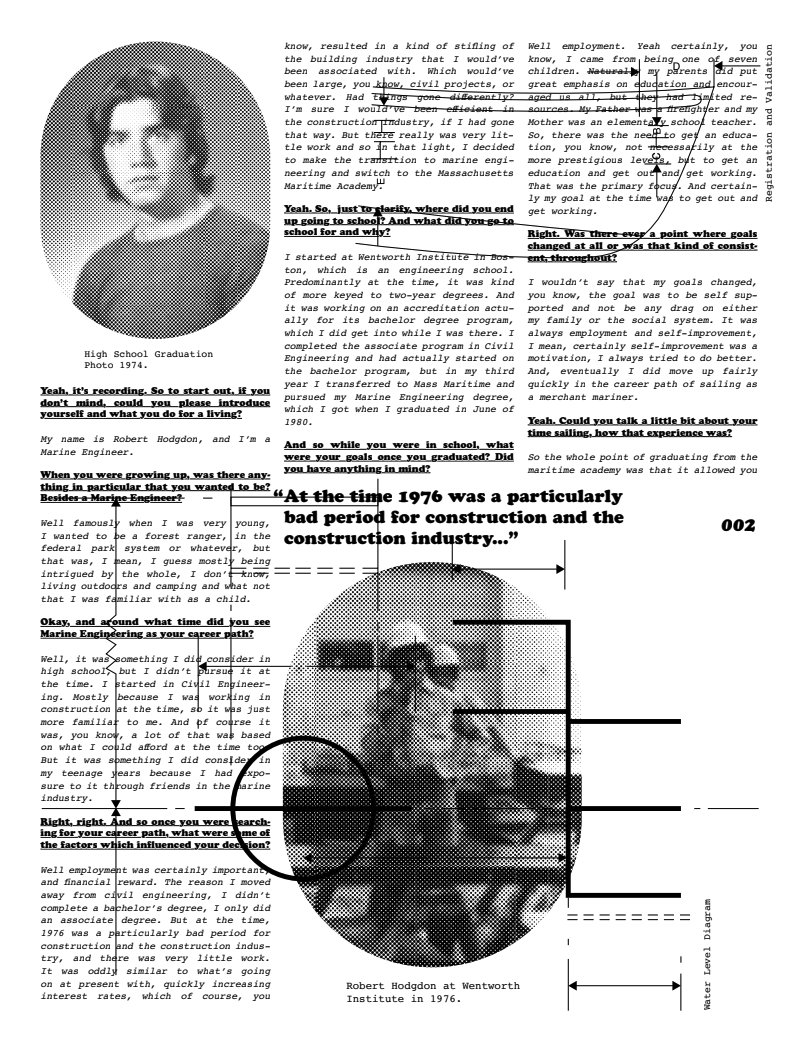 High School Graduation
Photo 1974.
Yeah, it's recording. So to start out, if you
don't mind, could you please introduce
yourself and what you do for a living?
My name is Robert Hodgdon, and I'm a
Marine Engineer.
When you were growing up, was there any-
thing in particular that you wanted to be?
Besides a Marine Engineer?
Well famously when I was very young,
I wanted to be a forest ranger, in the
federal park system or whatever, but
that was, I mean, I guess mostly being
intrigued by the whole, I don't know,
living outdoors and camping and what not
that I was familiar with as a child.
Okay, and around what time did you see
Marine Engineering as your career path?
Well, it was something I did consider in
high school, but I didn't pursue it at
the time. I started in Civil Engineer-
ing. Mostly because I was working in
construction at the time, so it was just
more familiar to me. And of course it
was, you know, a lot of that was based
on what I could afford at the time too.
But it was something I did consider in
my teenage years because I had expo-
sure to it through friends in the marine
industry.
Right, right. And so once you were search-
ing for your career path, what were some of
the factors which influenced your decision?
Well employment was certainly important,
and financial reward. The reason I moved
away from civil engineering, I didn't
complete a bachelor's degree, I only did
an associate degree. But at the time,
1976 was a particularly bad period for
construction and the construction indus-
try, and there was very little work.
It was oddly similar to what's going
on at present with, quickly increasing
interest rates, which of course, you
know, resulted in a kind of stifling of
the building industry that I would've
been associated with. Which would've
been large, you know, civil projects, or
whatever. Had things gone differently?
I'm sure I would've been efficient in
the construction industry, if I had gone
that way. But there really was very lit-
tle work and so in that light, I decided
to make the transition to marine engi-
neering and switch to the Massachusetts
Maritime Academy.
Yeah. So, just to clarify, where did you end
up going to school? And what did you go to
school for and why?
I started at Wentworth Institute in Bos-
ton, which is an engineering school.
Predominantly at the time, it was kind
of more keyed to two-year degrees. And
it was working on an accreditation actu-
ally for its bachelor degree program,
which I did get into while I was there. I
completed the associate program in Civil
Engineering and had actually started on
the bachelor program, but in my third
year I transferred to Mass Maritime and
pursued my Marine Engineering degree,
which I got when I graduated in June of
1980.
And so while you were in school, what
were your goals once you graduated? Did
you have anything in mind?
Well employment. Yeah certainly, you
know, I came from being one of seven
children. Naturally my parents did put
great emphasis on education and encour-
aged us all, but they had limited re-
sources. My Father was a firefighter and my
Mother was an elementary school teacher.
So, there was the need to get an educa-
tion, you know, not necessarily at the
more prestigious levels, but to get an
education and get out and get working.
That was the primary focus. And certain-
ly my goal at the time was to get out and
get working.
Right. Was there ever a point where goals
changed at all or was that kind of consist-
ent, throughout?
I wouldn't say that my goals changed,
you know, the goal was to be self sup-
ported and not be any drag on either
my family or the social system. It was
always employment and self-improvement,
I mean, certainly self-improvement was a
motivation, I always tried to do better.
And, eventually I did move up fairly
quickly in the career path of sailing as
a merchant mariner.
Yeah. Could you talk a little bit about your
time sailing, how that experience was?
So the whole point of graduating from the
maritime academy was that it allowed you
D
B
C
E
Registration and Validation
“At the time 1976 was a particularly
bad period for construction and the
construction industry...”
002
Robert Hodgdon at Wentworth
Institute in 1976.
Water Level Diagram